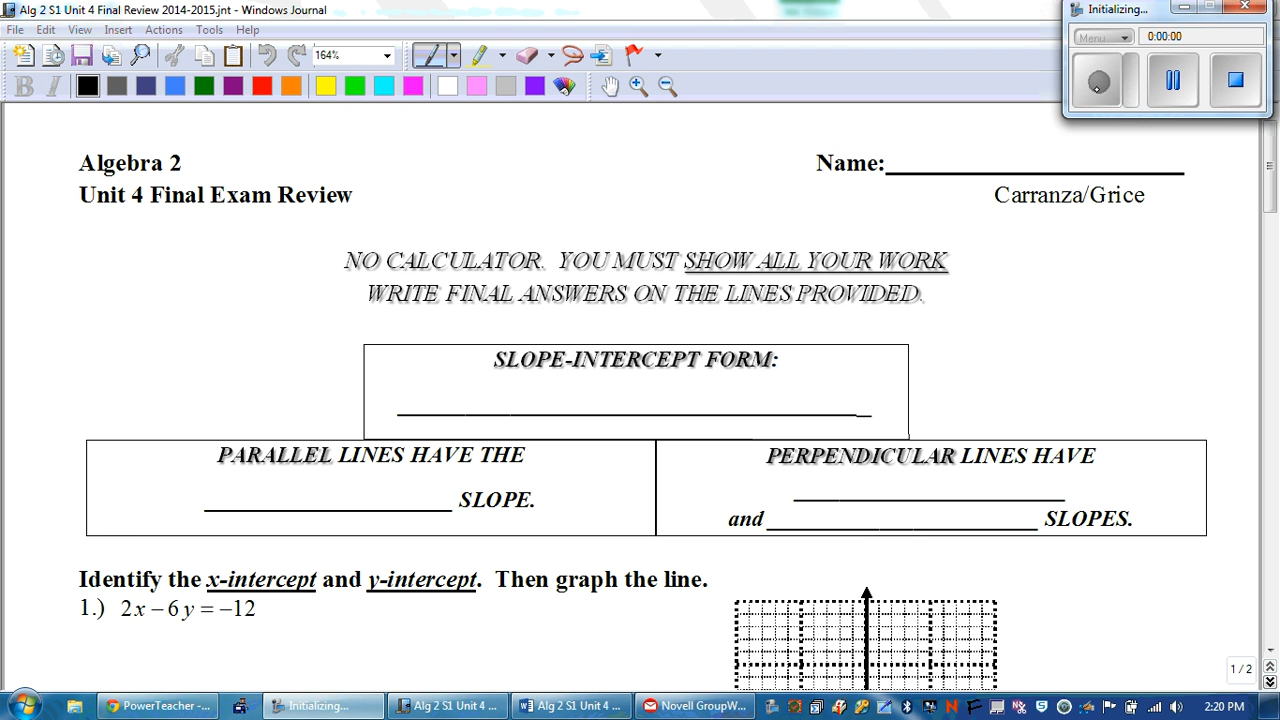 Alg 2 S1 Unit 4 Final Review 2014-2015.jnt - Windows Journal
Initializing...
File Edit View Insert Actions Tools Help
Menu 0:00:00
164%
B I
Algebra 2 Name:
Unit 4 Final Exam Review Carranza/Grice
NO CALCULATOR. YOU MUST SHOW ALL YOUR WORK
WRITE FINAL ANSWERS ON THE LINES PROVIDED.
SLOPE-INTERCEPT FORM:
PARALLEL LINES HAVE THE
SLOPE.
PERPENDICULAR LINES HAVE
and SLOPES.
Identify the x-intercept and y-intercept. Then graph the line.
1.) 2x − 6y = −12
1 / 2
PowerTeacher - ... Initializing... Alg 2 S1 Unit 4 ... Alg 2 S1 Unit 4 ... Novell GroupW... 2:20 PM